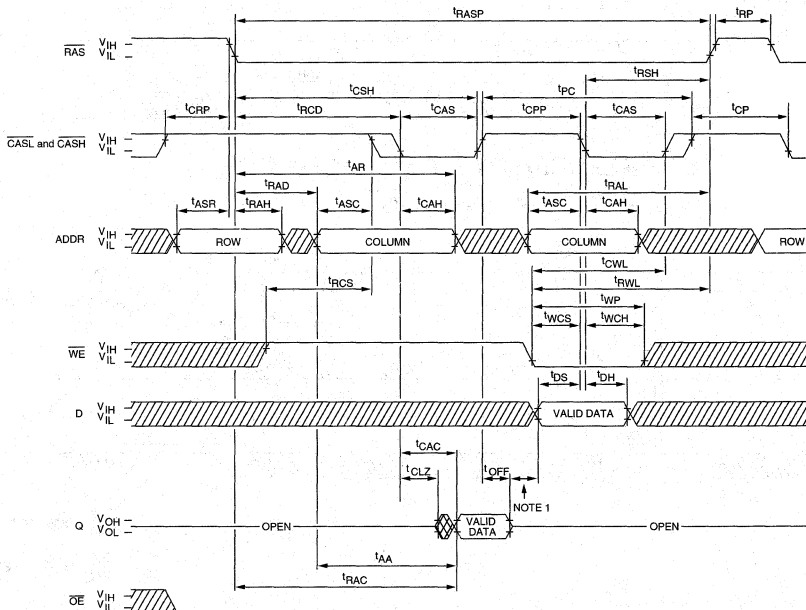 tRASP tRP
RAS VIH
VIL
tRSH
tCSH tPC
tCRP tRCD tCAS tCPP tCAS tCP
CASL and CASH VIH
VIL
tAR
tRAD tRAL
tASR tRAH tASC tCAH tASC tCAH
ADDR VIH
VIL
ROW COLUMN COLUMN ROW
tCWL
tRCS tRWL
tWP
tWCS tWCH
WE VIH
VIL
tDS tDH
D VIH
VIL
VALID DATA
tCAC
tCLZ tOFF
NOTE 1
Q VOH
VOL
OPEN VALID
DATA OPEN
tAA
tRAC
OE VIH
VIL